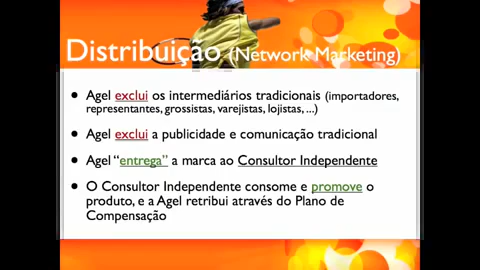 Distribuição (Network Marketing)
• Agel exclui os intermediários tradicionais (importadores,
representantes, grossistas, varejistas, lojistas, ...)
• Agel exclui a publicidade e comunicação tradicional
• Agel “entrega” a marca ao Consultor Independente
• O Consultor Independente consome e promove o
produto, e a Agel retribui através do Plano de
Compensação